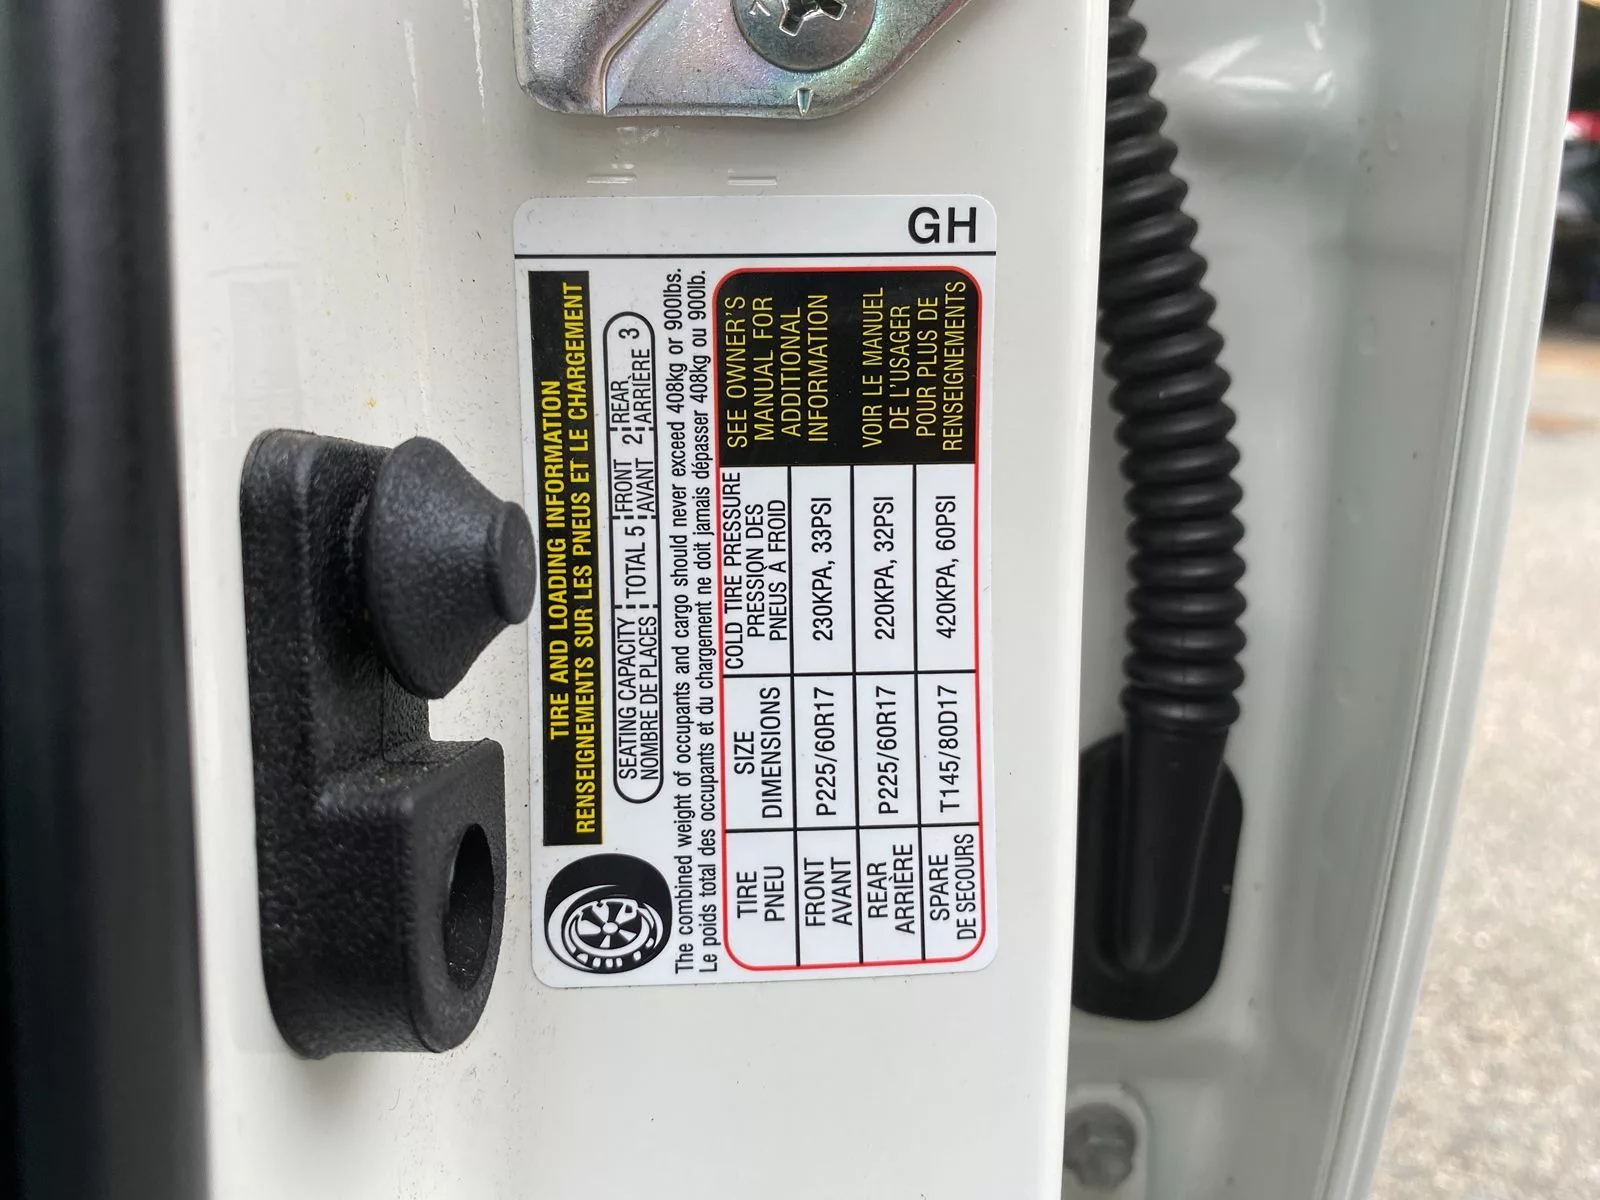 GH
TIRE AND LOADING INFORMATION
RENSEIGNEMENTS SUR LES PNEUS ET LE CHARGEMENT
SEATING CAPACITY TOTAL 5 FRONT 2 REAR 3
NOMBRE DE PLACES AVANT ARRIÈRE
The combined weight of occupants and cargo should never exceed 408kg or 900lbs.
Le poids total des occupants et du chargement ne doit jamais dépasser 408kg ou 900lb.
TIRE
PNEU
SIZE
DIMENSIONS
COLD TIRE PRESSURE
PRESSION DES
PNEUS À FROID
FRONT
AVANT
P225/60R17
230KPA, 33PSI
REAR
ARRIÈRE
P225/60R17
220KPA, 32PSI
SPARE
DE SECOURS
T145/80D17
420KPA, 60PSI
SEE OWNER'S
MANUAL FOR
ADDITIONAL
INFORMATION
VOIR LE MANUEL
DE L'USAGER
POUR PLUS DE
RENSEIGNEMENTS